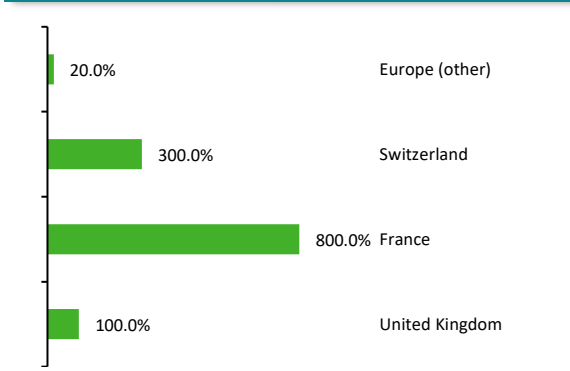 20.0% Europe (other)
300.0% Switzerland
800.0% France
100.0% United Kingdom